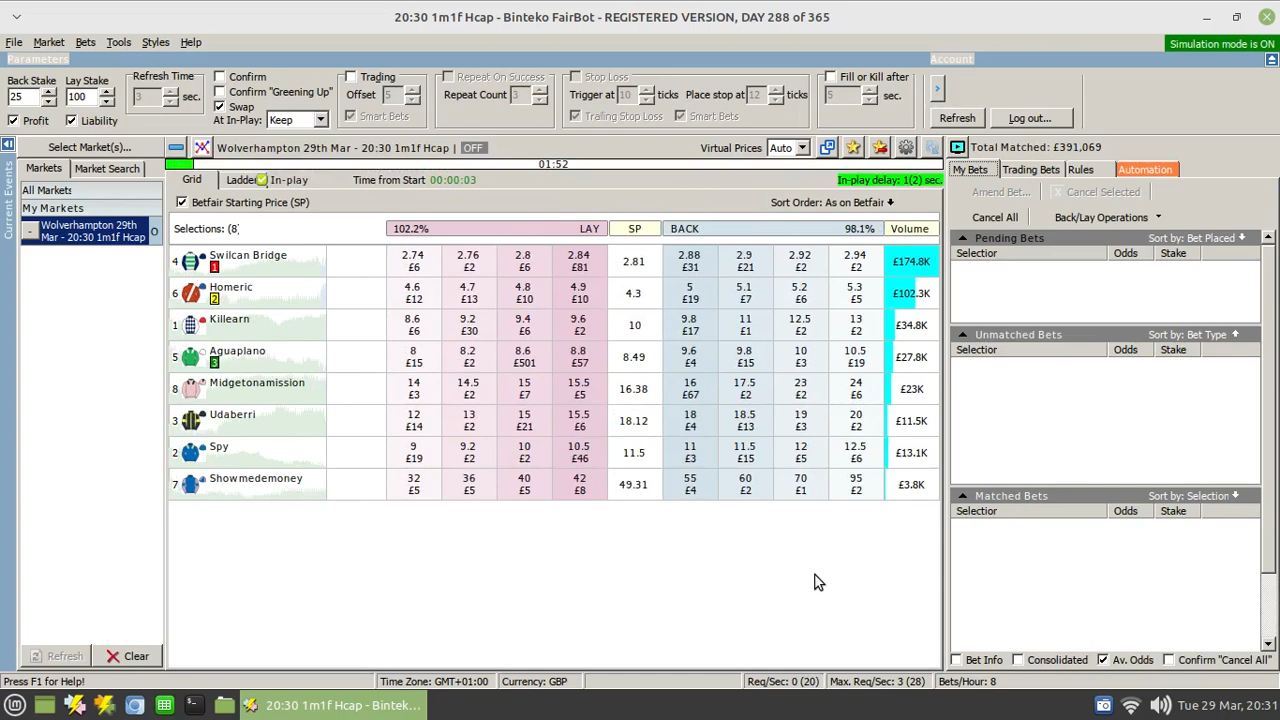 20:30 1m1f Hcap - Binteko FairBot - REGISTERED VERSION, DAY 288 of 365
File Market Bets Tools Styles Help
Simulation mode is ON
Parameters
Account
Back Stake Lay Stake Refresh Time Confirm Trading Repeat On Success Stop Loss Fill or Kill after
25 100 3 sec. Confirm "Greening Up" Offset 5 Repeat Count 3 Trigger at 10 ticks Place stop at 12 ticks 5 sec. >
Swap
Profit Liability At In-Play: Keep Smart Bets Trailing Stop Loss Smart Bets Refresh Log out...
Current Events
Select Market(s)...
Wolverhampton 29th Mar - 20:30 1m1f Hcap | OFF
Virtual Prices Auto
Total Matched: £391,069
Markets Market Search
01:52
My Bets Trading Bets Rules Automation
Grid Ladder In-play Time from Start 00:00:03 In-play delay: 1(2) sec.
All Markets
My Markets
- Wolverhampton 29th
Mar - 20:30 1m1f Hcap O
Amend Bet... X Cancel Selected
Betfair Starting Price (SP) Sort Order: As on Betfair
Cancel All Back/Lay Operations
Selections: (8) 102.2% LAY SP BACK 98.1% Volume
4 Swilcan Bridge 2.74 2.76 2.8 2.84 2.81 2.88 2.9 2.92 2.94 £174.8K
1 £6 £6 £6 £81 £31 £21 £2 £2
6 Homeric 4.6 4.7 4.8 4.9 4.3 5 5.1 5.2 5.3 £102.3K
2 £12 £13 £10 £10 £19 £7 £6 £5
1 Killearn 8.6 9.2 9.4 9.6 10 9.8 11 12.5 13 £34.8K
£6 £30 £6 £2 £17 £1 £2 £2
5 Aguaplano 8 8.2 8.6 8.8 8.49 9.6 9.8 10 10.5 £27.8K
3 £15 £2 £501 £57 £4 £15 £3 £19
8 Midgetonamission 14 14.5 15 15.5 16.38 16 17.5 23 24 £23K
£3 £2 £7 £5 £67 £2 £2 £6
3 Udaberri 12 13 15 15.5 18.12 18 18.5 19 20 £11.5K
£14 £2 £21 £6 £4 £13 £3 £2
2 Spy 9 9.2 10 10.5 11.5 11 11.5 12 12.5 £13.1K
£19 £2 £2 £46 £3 £15 £5 £6
7 Showmedemoney 32 36 40 42 49.31 55 60 70 95 £3.8K
£5 £5 £5 £8 £4 £2 £1 £2
Pending Bets Sort by: Bet Placed
Selection Odds Stake
Unmatched Bets Sort by: Bet Type
Selection Odds Stake
Matched Bets Sort by: Selection
Selection Odds Stake
Refresh Clear
Bet Info Consolidated Av. Odds Confirm "Cancel All"
Press F1 for Help! Time Zone: GMT+01:00 Currency: GBP Req/Sec: 0 (20) Max. Req/Sec: 3 (28) Bets/Hour: 8
20:30 1m1f Hcap - Bintek...
Tue 29 Mar, 20:31